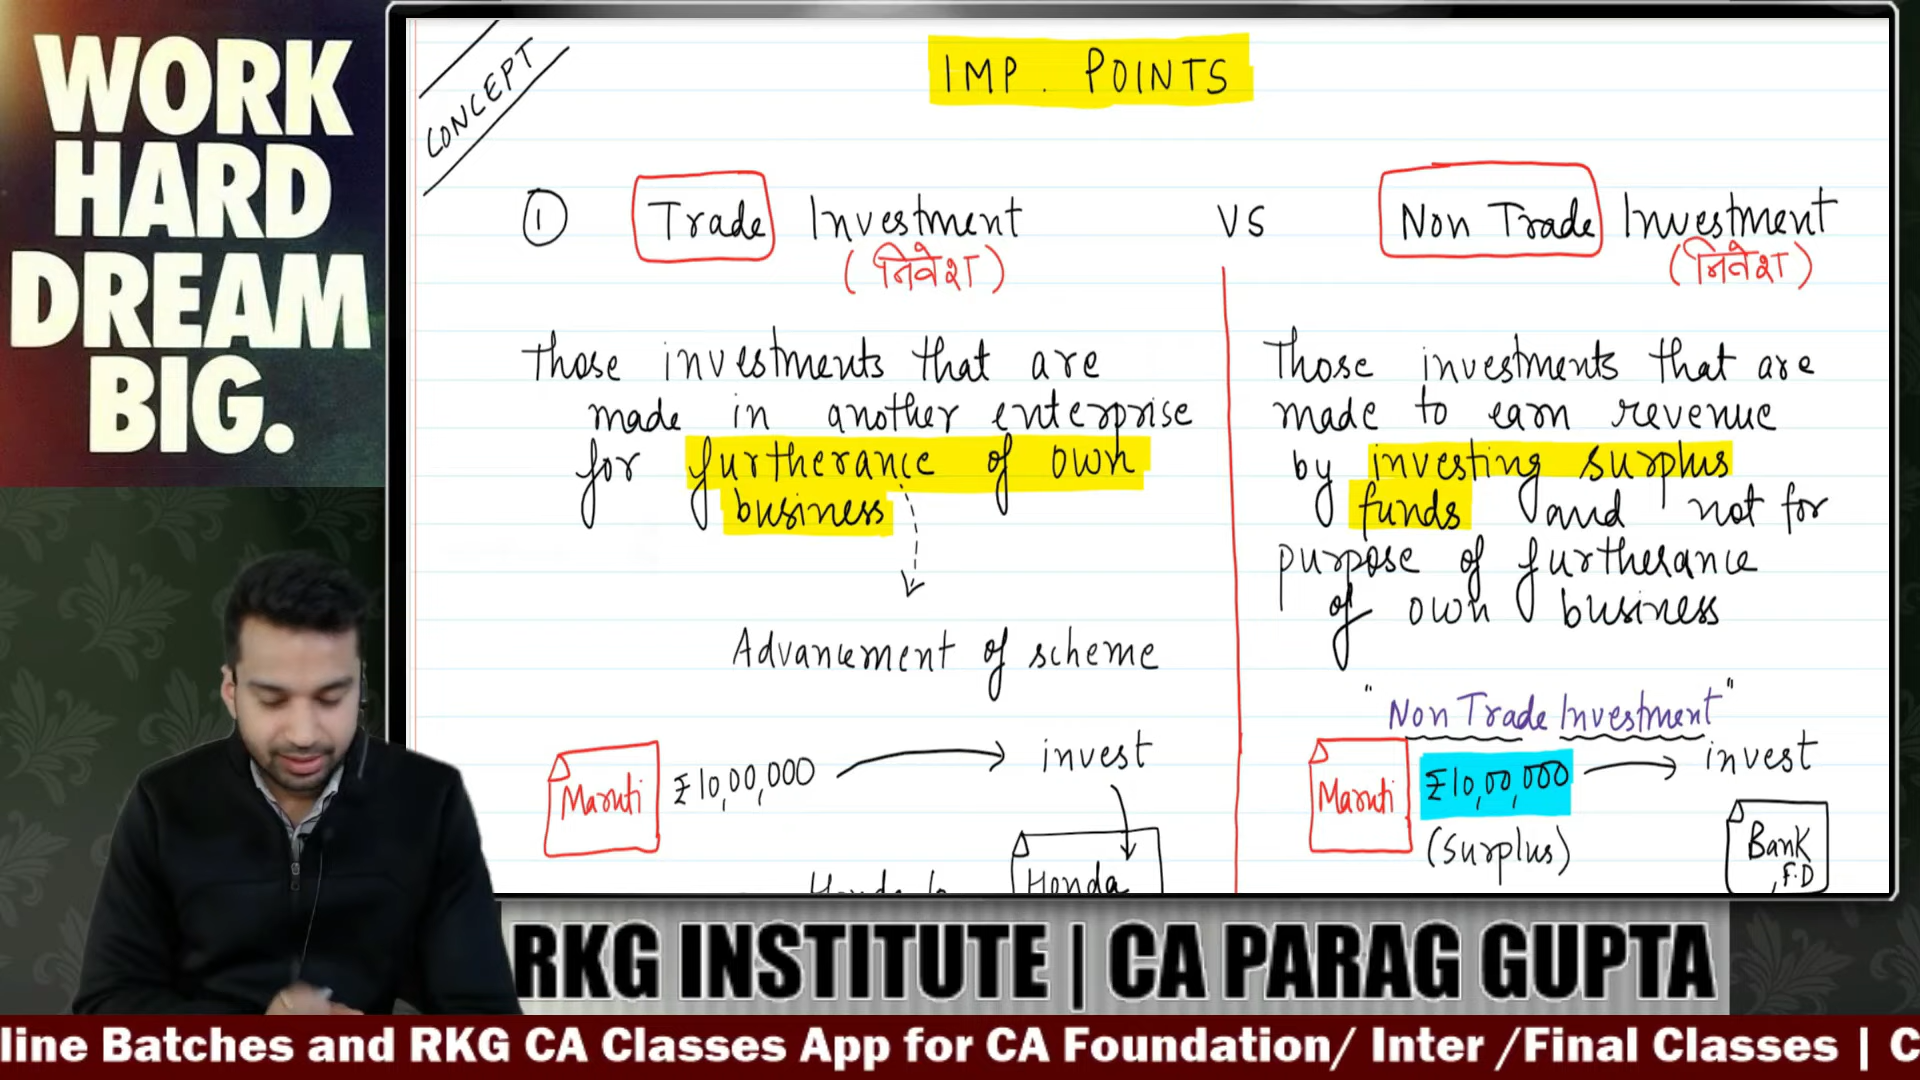 WORK
HARD
DREAM
BIG.
CONCEPT
IMP. POINTS
① Trade Investment VS Non Trade Investment
(निवेश) (निवेश)
Those investments that are
made in another enterprise
for furtherance of own
business
Advancement of scheme
Maruti ₹10,00,000 invest
Honda
Those investments that are
made to earn revenue
by investing surplus
funds and not for
purpose of furtherance
of own business
"Non Trade Investment"
Maruti ₹10,00,000 invest
(Surplus)
Bank
F.D
RKG INSTITUTE | CA PARAG GUPTA
line Batches and RKG CA Classes App for CA Foundation/ Inter /Final Classes | C